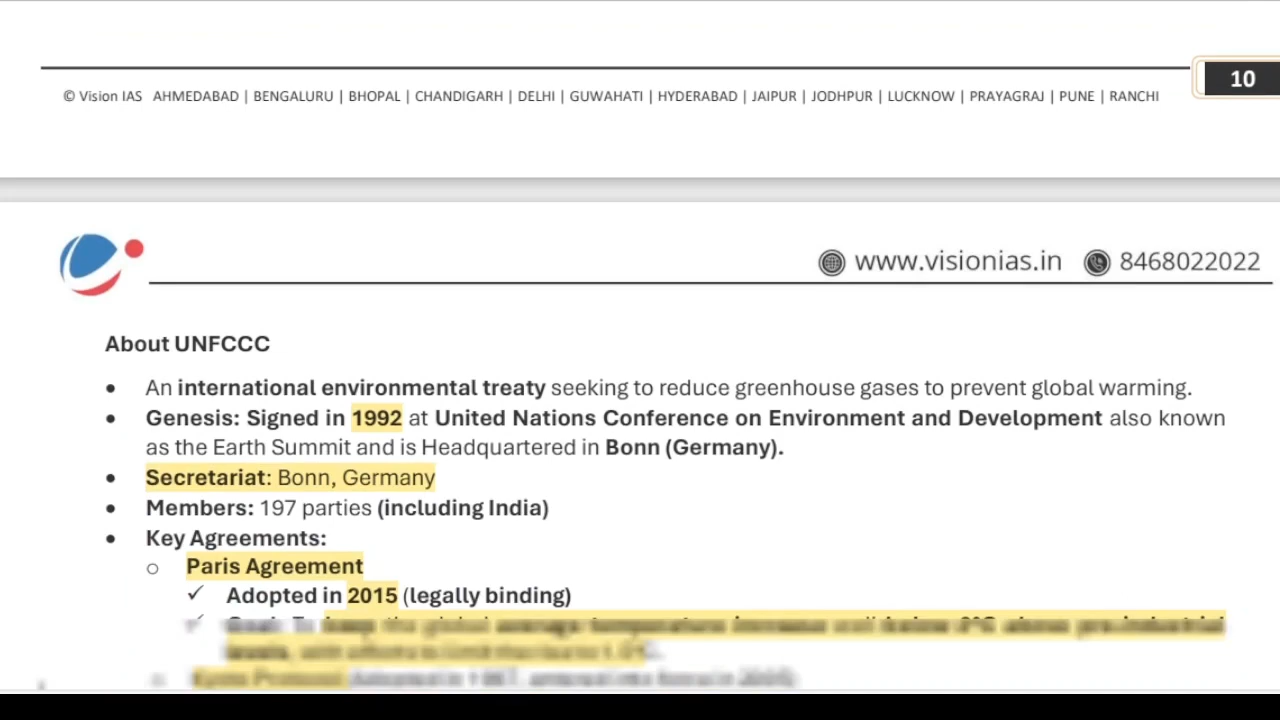 © Vision IAS AHMEDABAD | BENGALURU | BHOPAL | CHANDIGARH | DELHI | GUWAHATI | HYDERABAD | JAIPUR | JODHPUR | LUCKNOW | PRAYAGRAJ | PUNE | RANCHI
10
www.visionias.in 8468022022
About UNFCCC
• An international environmental treaty seeking to reduce greenhouse gases to prevent global warming.
• Genesis: Signed in 1992 at United Nations Conference on Environment and Development also known
as the Earth Summit and is Headquartered in Bonn (Germany).
• Secretariat: Bonn, Germany
• Members: 197 parties (including India)
• Key Agreements:
○ Paris Agreement
✓ Adopted in 2015 (legally binding)